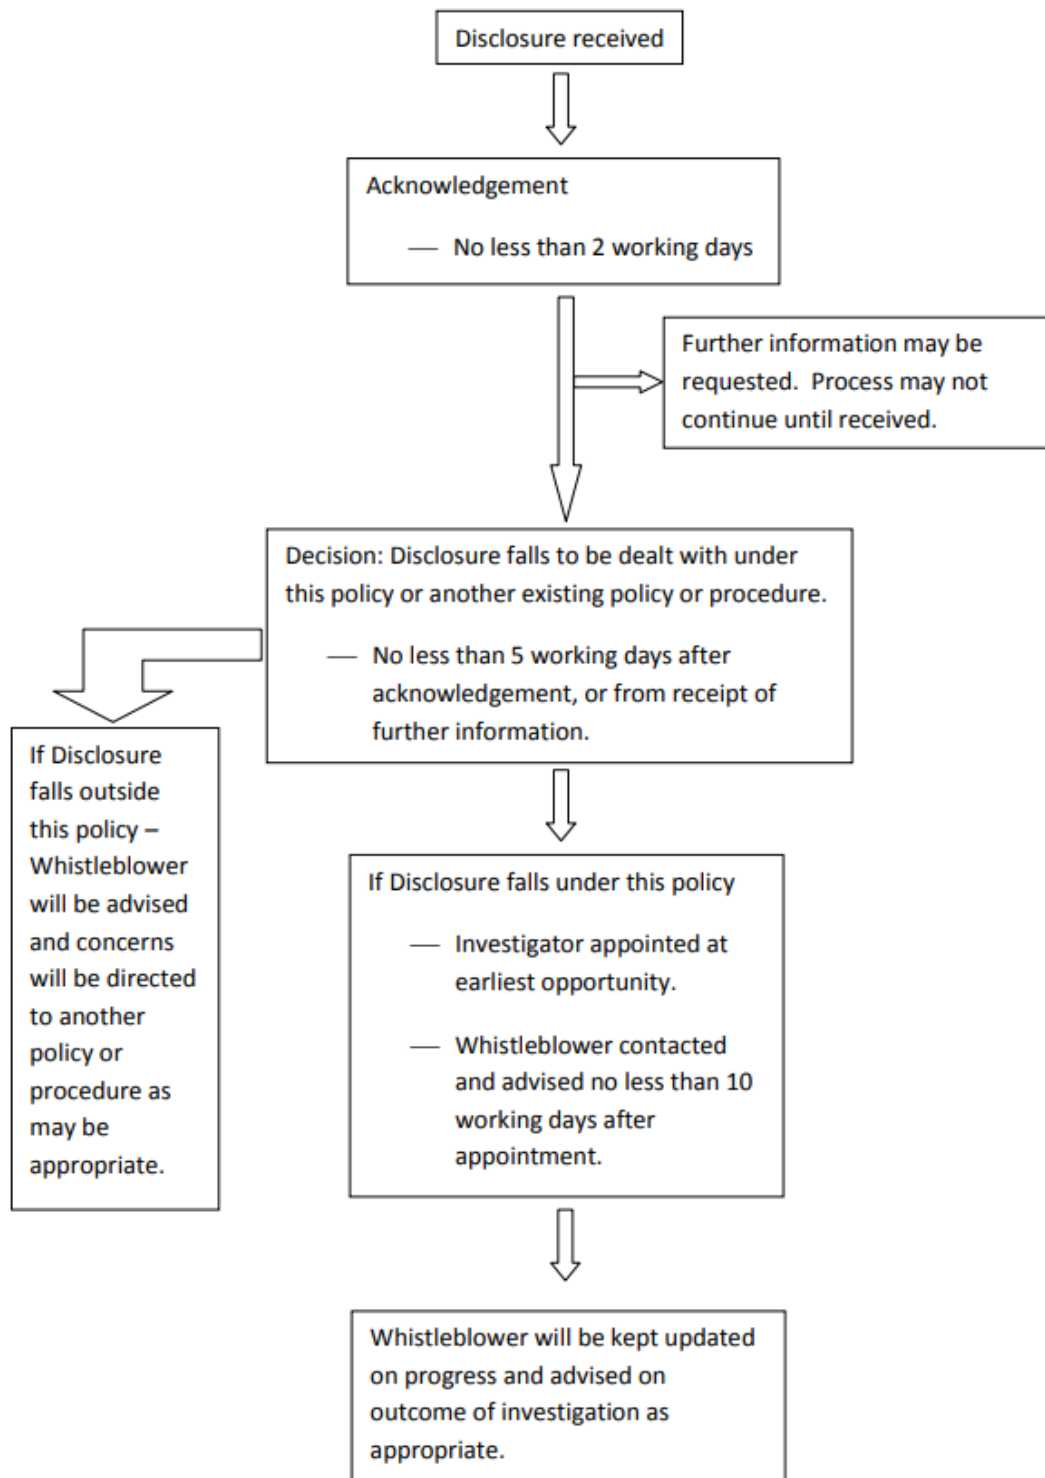 Disclosure received
Acknowledgement
— No less than 2 working days
Further information may be
requested.  Process may not
continue until received.
Decision: Disclosure falls to be dealt with under
this policy or another existing policy or procedure.
— No less than 5 working days after
acknowledgement, or from receipt of
further information.
If Disclosure
falls outside
this policy –
Whistleblower
will be advised
and concerns
will be directed
to another
policy or
procedure as
may be
appropriate.
If Disclosure falls under this policy
— Investigator appointed at
earliest opportunity.
— Whistleblower contacted
and advised no less than 10
working days after
appointment.
Whistleblower will be kept updated
on progress and advised on
outcome of investigation as
appropriate.